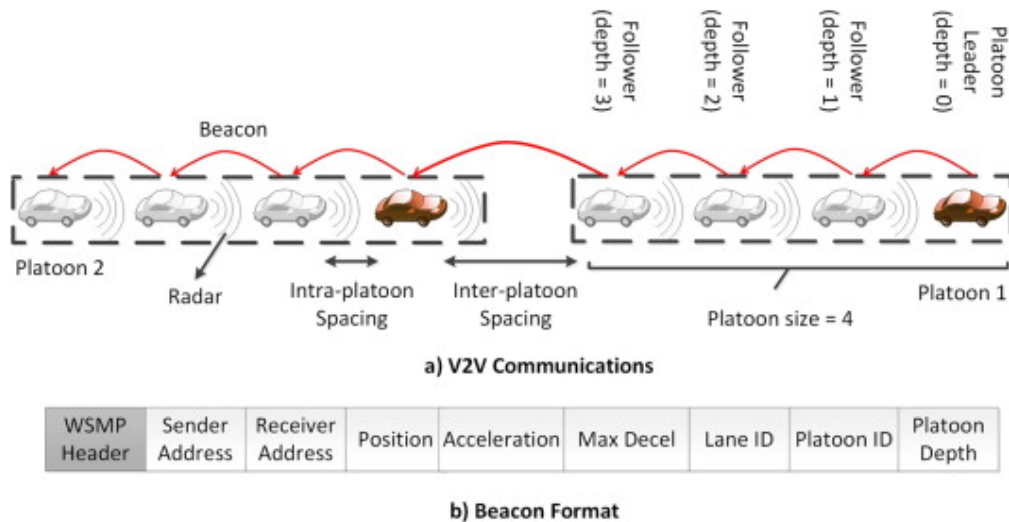 Follower
(depth = 3)
Follower
(depth = 2)
Follower
(depth = 1)
Platoon
Leader
(depth = 0)
Beacon
Platoon 2
Radar
Intra-platoon
Spacing
Inter-platoon
Spacing
Platoon size = 4
Platoon 1
a) V2V Communications
WSMP
Header
Sender
Address
Receiver
Address
Position
Acceleration
Max Decel
Lane ID
Platoon ID
Platoon
Depth
b) Beacon Format